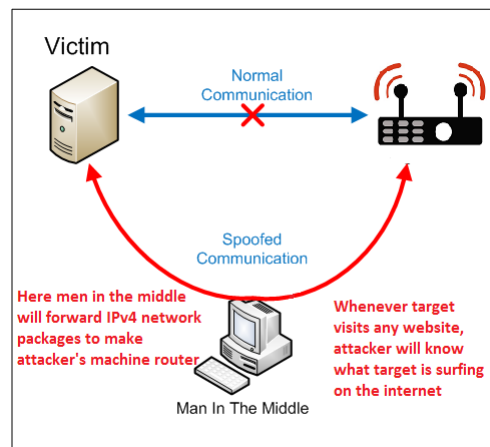 Victim
Normal
Communication
Spoofed
Communication
Here men in the middle
will forward IPv4 network
packages to make
attacker's machine router
Whenever target
visits any website,
attacker will know
what target is surfing
on the internet
Man In The Middle